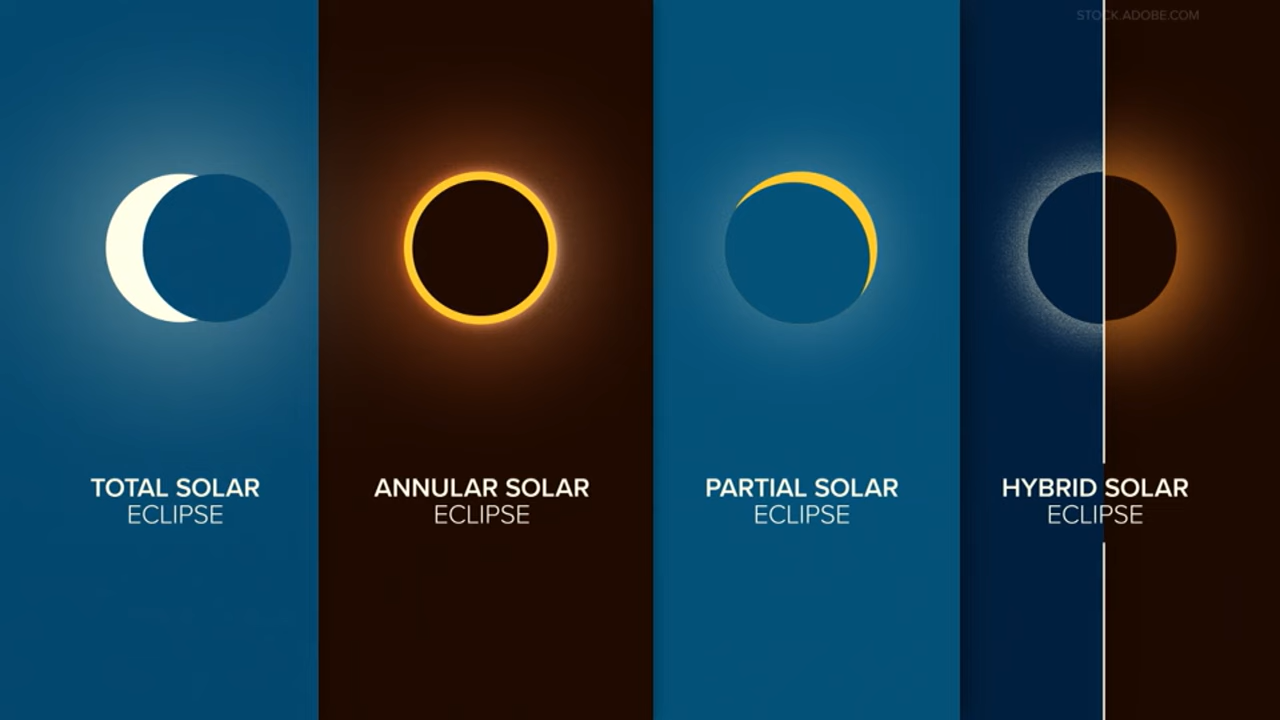 STOCK.ADOBE.COM
TOTAL SOLAR
ECLIPSE
ANNULAR SOLAR
ECLIPSE
PARTIAL SOLAR
ECLIPSE
HYBRID SOLAR
ECLIPSE